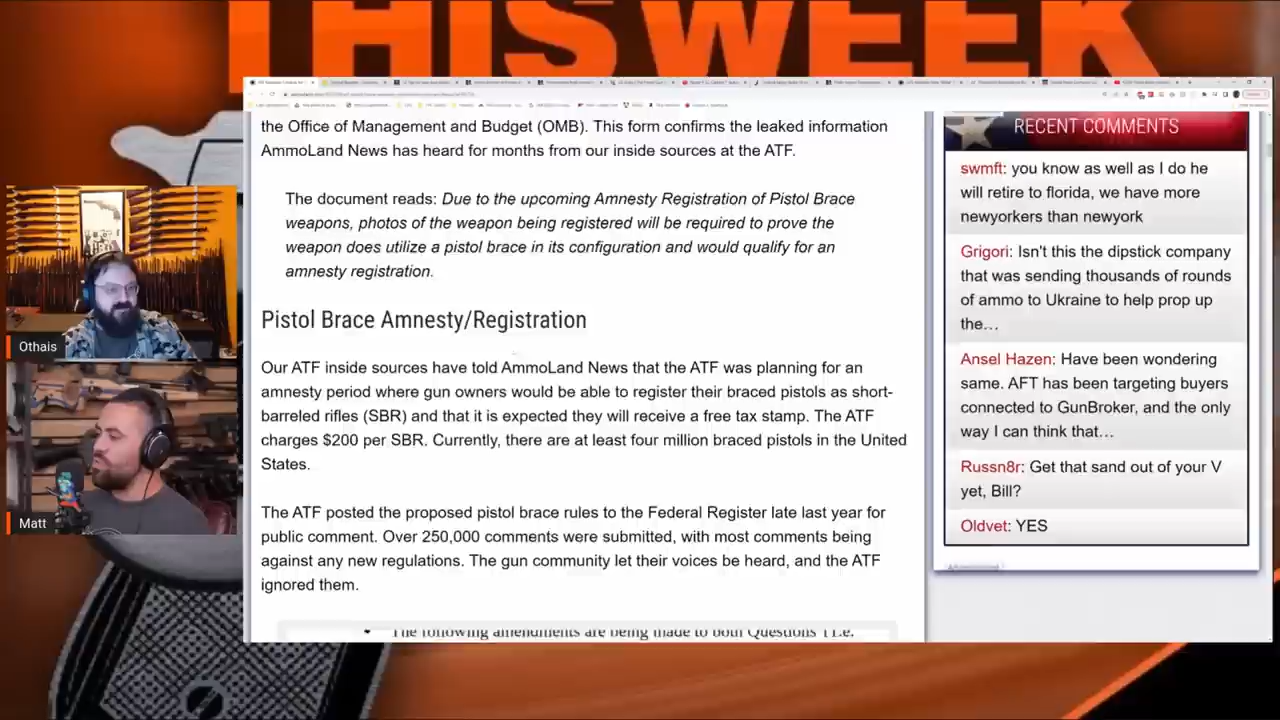 THIS WEEK
the Office of Management and Budget (OMB). This form confirms the leaked information
AmmoLand News has heard for months from our inside sources at the ATF.
The document reads: Due to the upcoming Amnesty Registration of Pistol Brace
weapons, photos of the weapon being registered will be required to prove the
weapon does utilize a pistol brace in its configuration and would qualify for an
amnesty registration.
Pistol Brace Amnesty/Registration
Our ATF inside sources have told AmmoLand News that the ATF was planning for an
amnesty period where gun owners would be able to register their braced pistols as short-
barreled rifles (SBR) and that it is expected they will receive a free tax stamp. The ATF
charges $200 per SBR. Currently, there are at least four million braced pistols in the United
States.
The ATF posted the proposed pistol brace rules to the Federal Register late last year for
public comment. Over 250,000 comments were submitted, with most comments being
against any new regulations. The gun community let their voices be heard, and the ATF
ignored them.
The following amendments are being made to both Questions 1 i.e.
RECENT COMMENTS
swmft: you know as well as I do he
will retire to florida, we have more
newyorkers than newyork
Grigori: Isn't this the dipstick company
that was sending thousands of rounds
of ammo to Ukraine to help prop up
the…
Ansel Hazen: Have been wondering
same. AFT has been targeting buyers
connected to GunBroker, and the only
way I can think that…
Russn8r: Get that sand out of your V
yet, Bill?
Oldvet: YES
Othais
Matt